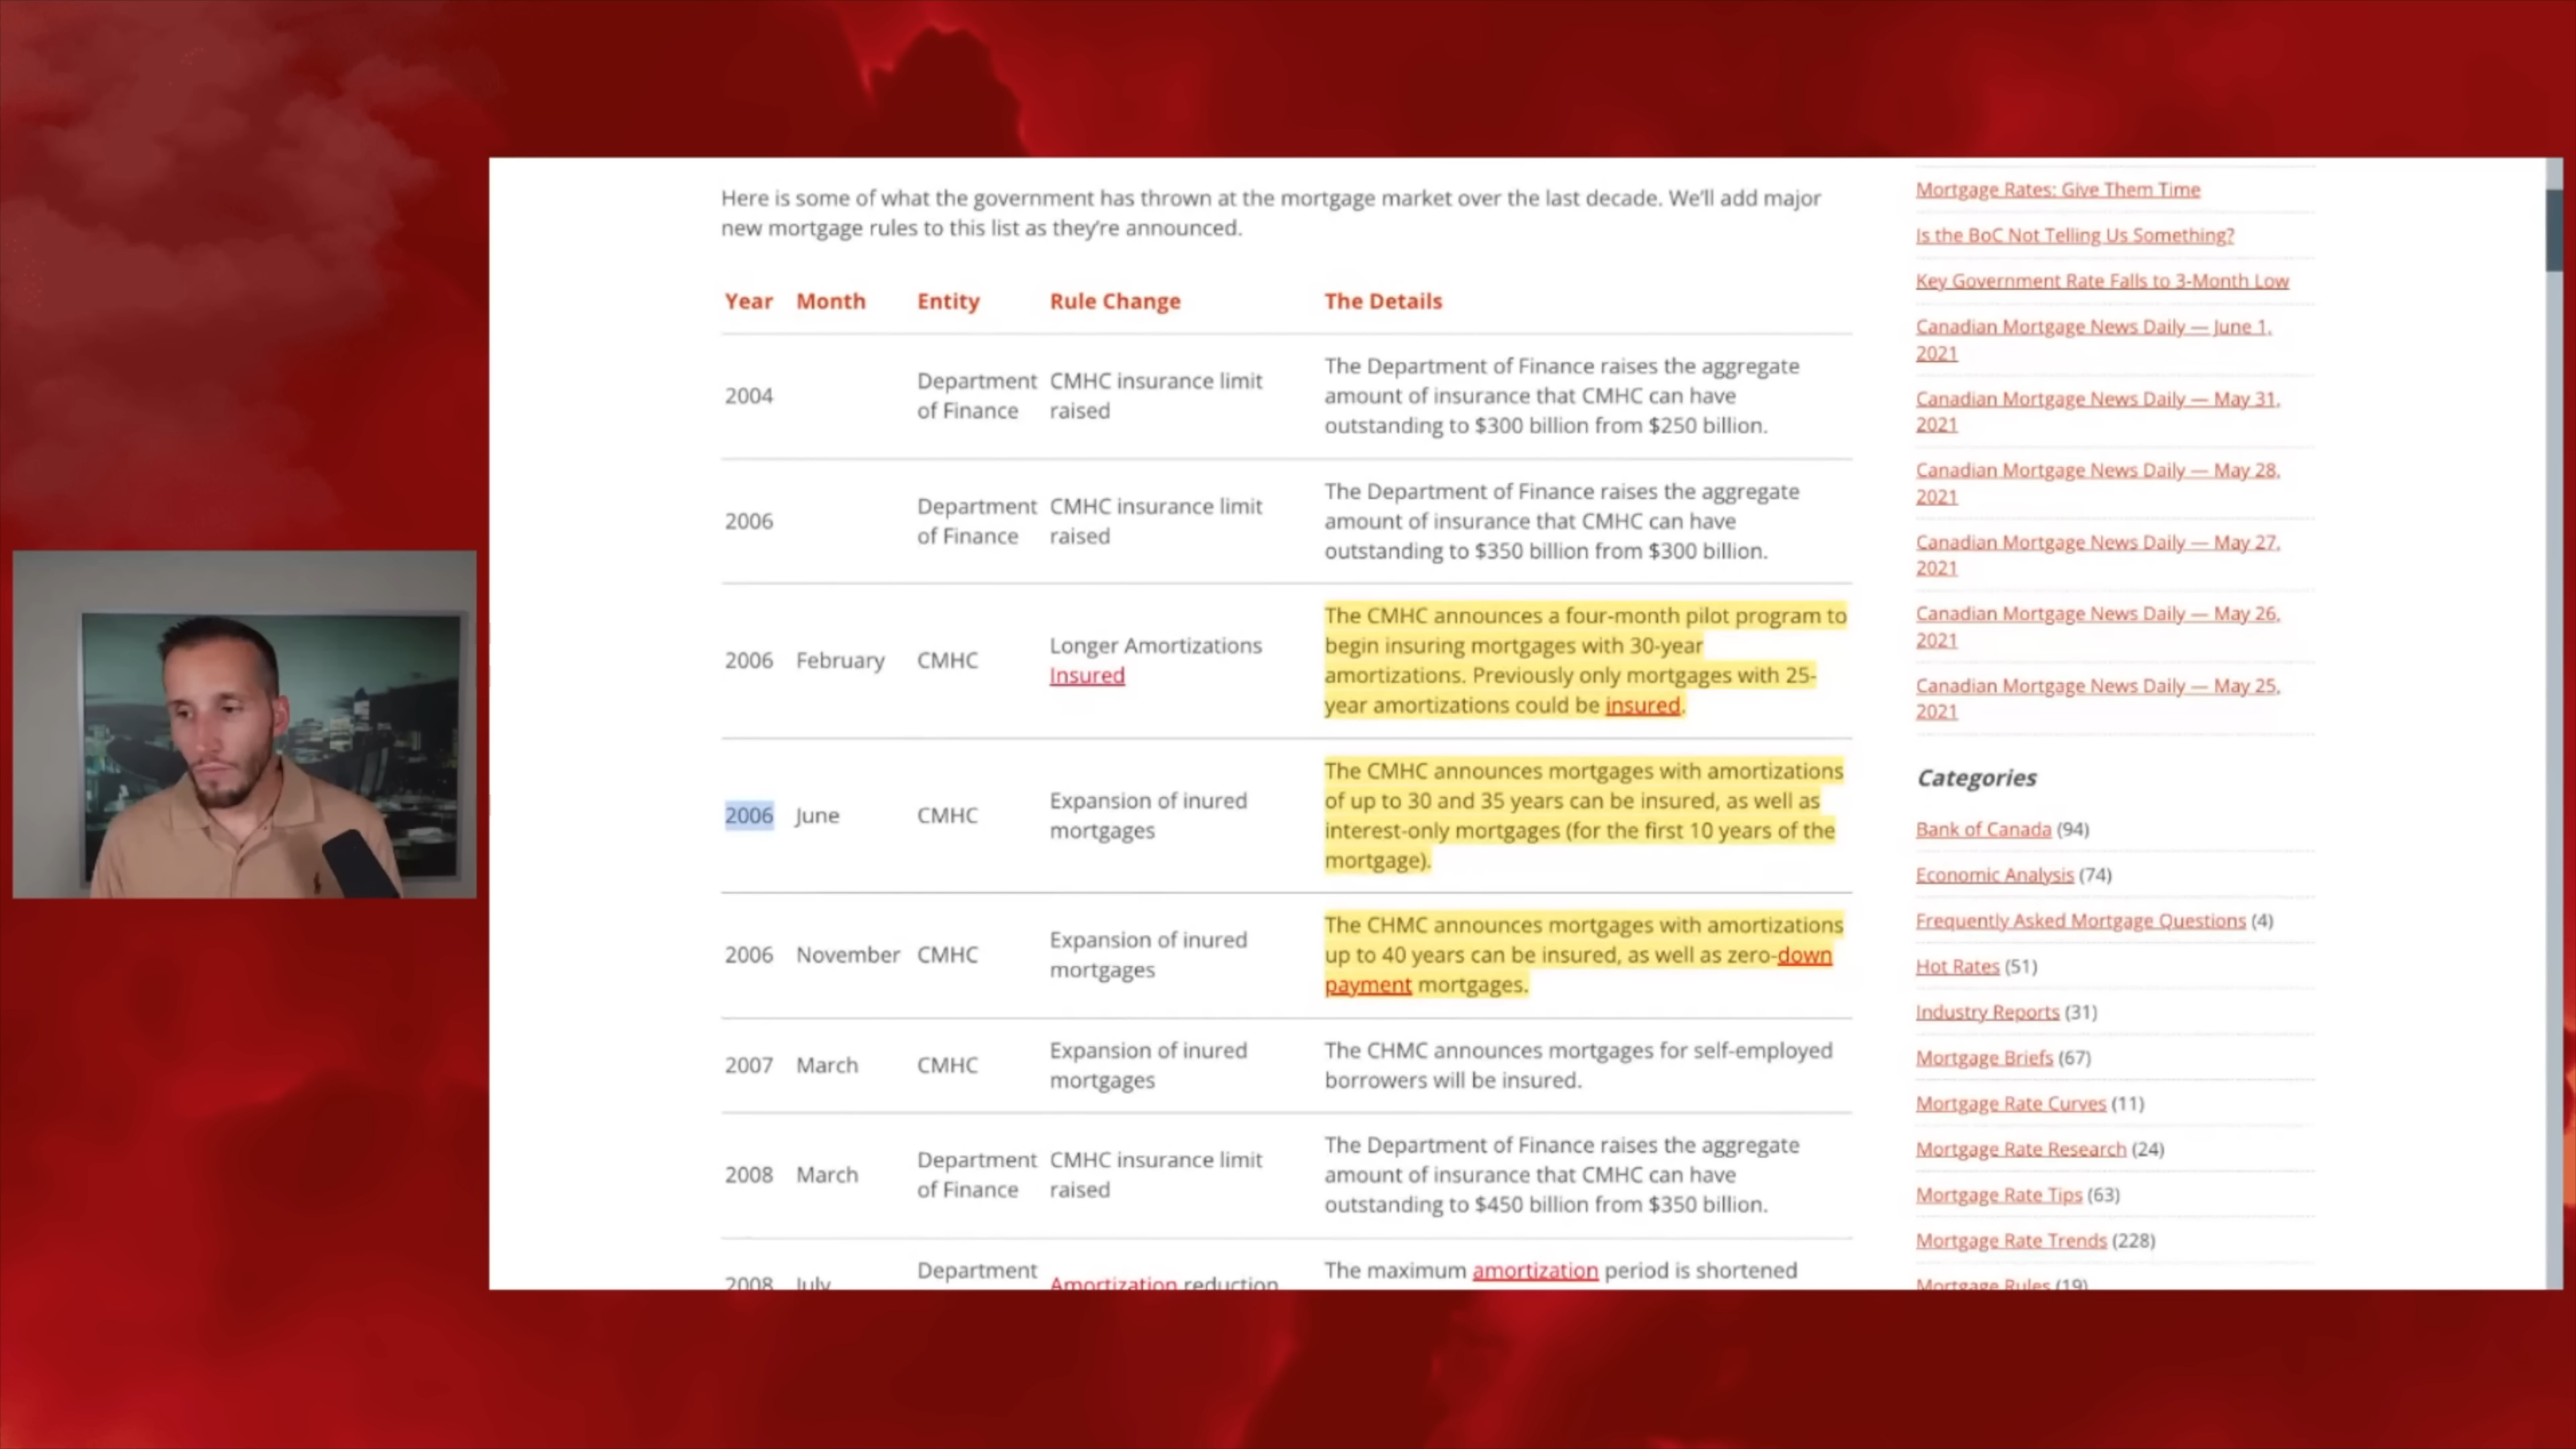 Here is some of what the government has thrown at the mortgage market over the last decade. We'll add major
new mortgage rules to this list as they're announced.
Year Month Entity Rule Change The Details
2004
Department
of Finance
CMHC insurance limit
raised
The Department of Finance raises the aggregate
amount of insurance that CMHC can have
outstanding to $300 billion from $250 billion.
2006
Department
of Finance
CMHC insurance limit
raised
The Department of Finance raises the aggregate
amount of insurance that CMHC can have
outstanding to $350 billion from $300 billion.
2006 February CMHC
Longer Amortizations
Insured
The CMHC announces a four-month pilot program to
begin insuring mortgages with 30-year
amortizations. Previously only mortgages with 25-
year amortizations could be insured.
2006 June CMHC
Expansion of inured
mortgages
The CMHC announces mortgages with amortizations
of up to 30 and 35 years can be insured, as well as
interest-only mortgages (for the first 10 years of the
mortgage).
2006 November CMHC
Expansion of inured
mortgages
The CHMC announces mortgages with amortizations
up to 40 years can be insured, as well as zero-down
payment mortgages.
2007 March CMHC
Expansion of inured
mortgages
The CHMC announces mortgages for self-employed
borrowers will be insured.
2008 March
Department
of Finance
CMHC insurance limit
raised
The Department of Finance raises the aggregate
amount of insurance that CMHC can have
outstanding to $450 billion from $350 billion.
2008 July
Department
Amortization reduction
The maximum amortization period is shortened
Mortgage Rates: Give Them Time
Is the BoC Not Telling Us Something?
Key Government Rate Falls to 3-Month Low
Canadian Mortgage News Daily — June 1,
2021
Canadian Mortgage News Daily — May 31,
2021
Canadian Mortgage News Daily — May 28,
2021
Canadian Mortgage News Daily — May 27,
2021
Canadian Mortgage News Daily — May 26,
2021
Canadian Mortgage News Daily — May 25,
2021
Categories
Bank of Canada (94)
Economic Analysis (74)
Frequently Asked Mortgage Questions (4)
Hot Rates (51)
Industry Reports (31)
Mortgage Briefs (67)
Mortgage Rate Curves (11)
Mortgage Rate Research (24)
Mortgage Rate Tips (63)
Mortgage Rate Trends (228)
Mortgage Rules (19)